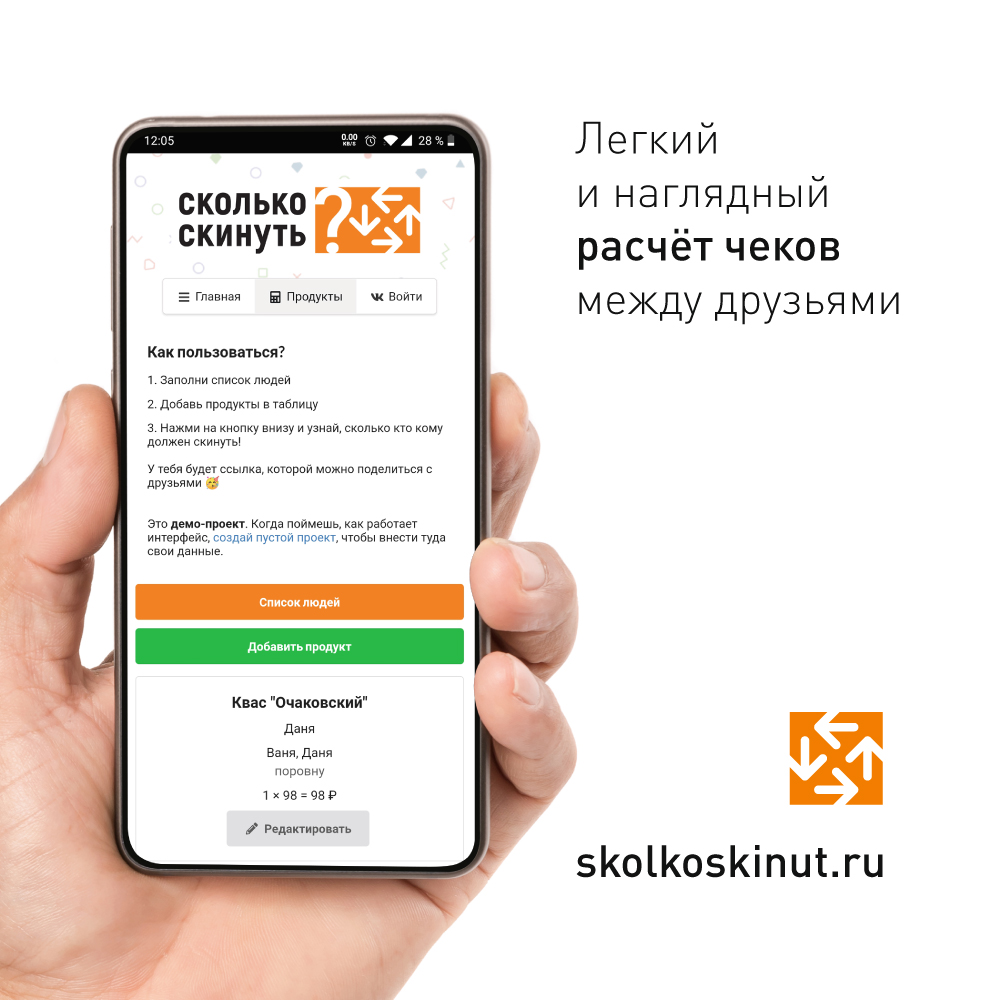 12:05
0.00
KB/S
28 %
СКОЛЬКО
СКИНУТЬ
?
Главная
Продукты
Войти
Как пользоваться?
1. Заполни список людей
2. Добавь продукты в таблицу
3. Нажми на кнопку внизу и узнай, сколько кто кому
должен скинуть!
У тебя будет ссылка, которой можно поделиться с
друзьями 🥳
Это демо-проект. Когда поймешь, как работает
интерфейс, создай пустой проект, чтобы внести туда
свои данные.
Список людей
Добавить продукт
Квас "Очаковский"
Даня
Ваня, Даня
поровну
1 × 98 = 98 ₽
Редактировать
Легкий
и наглядный
расчёт чеков
между друзьями
skolkoskinut.ru